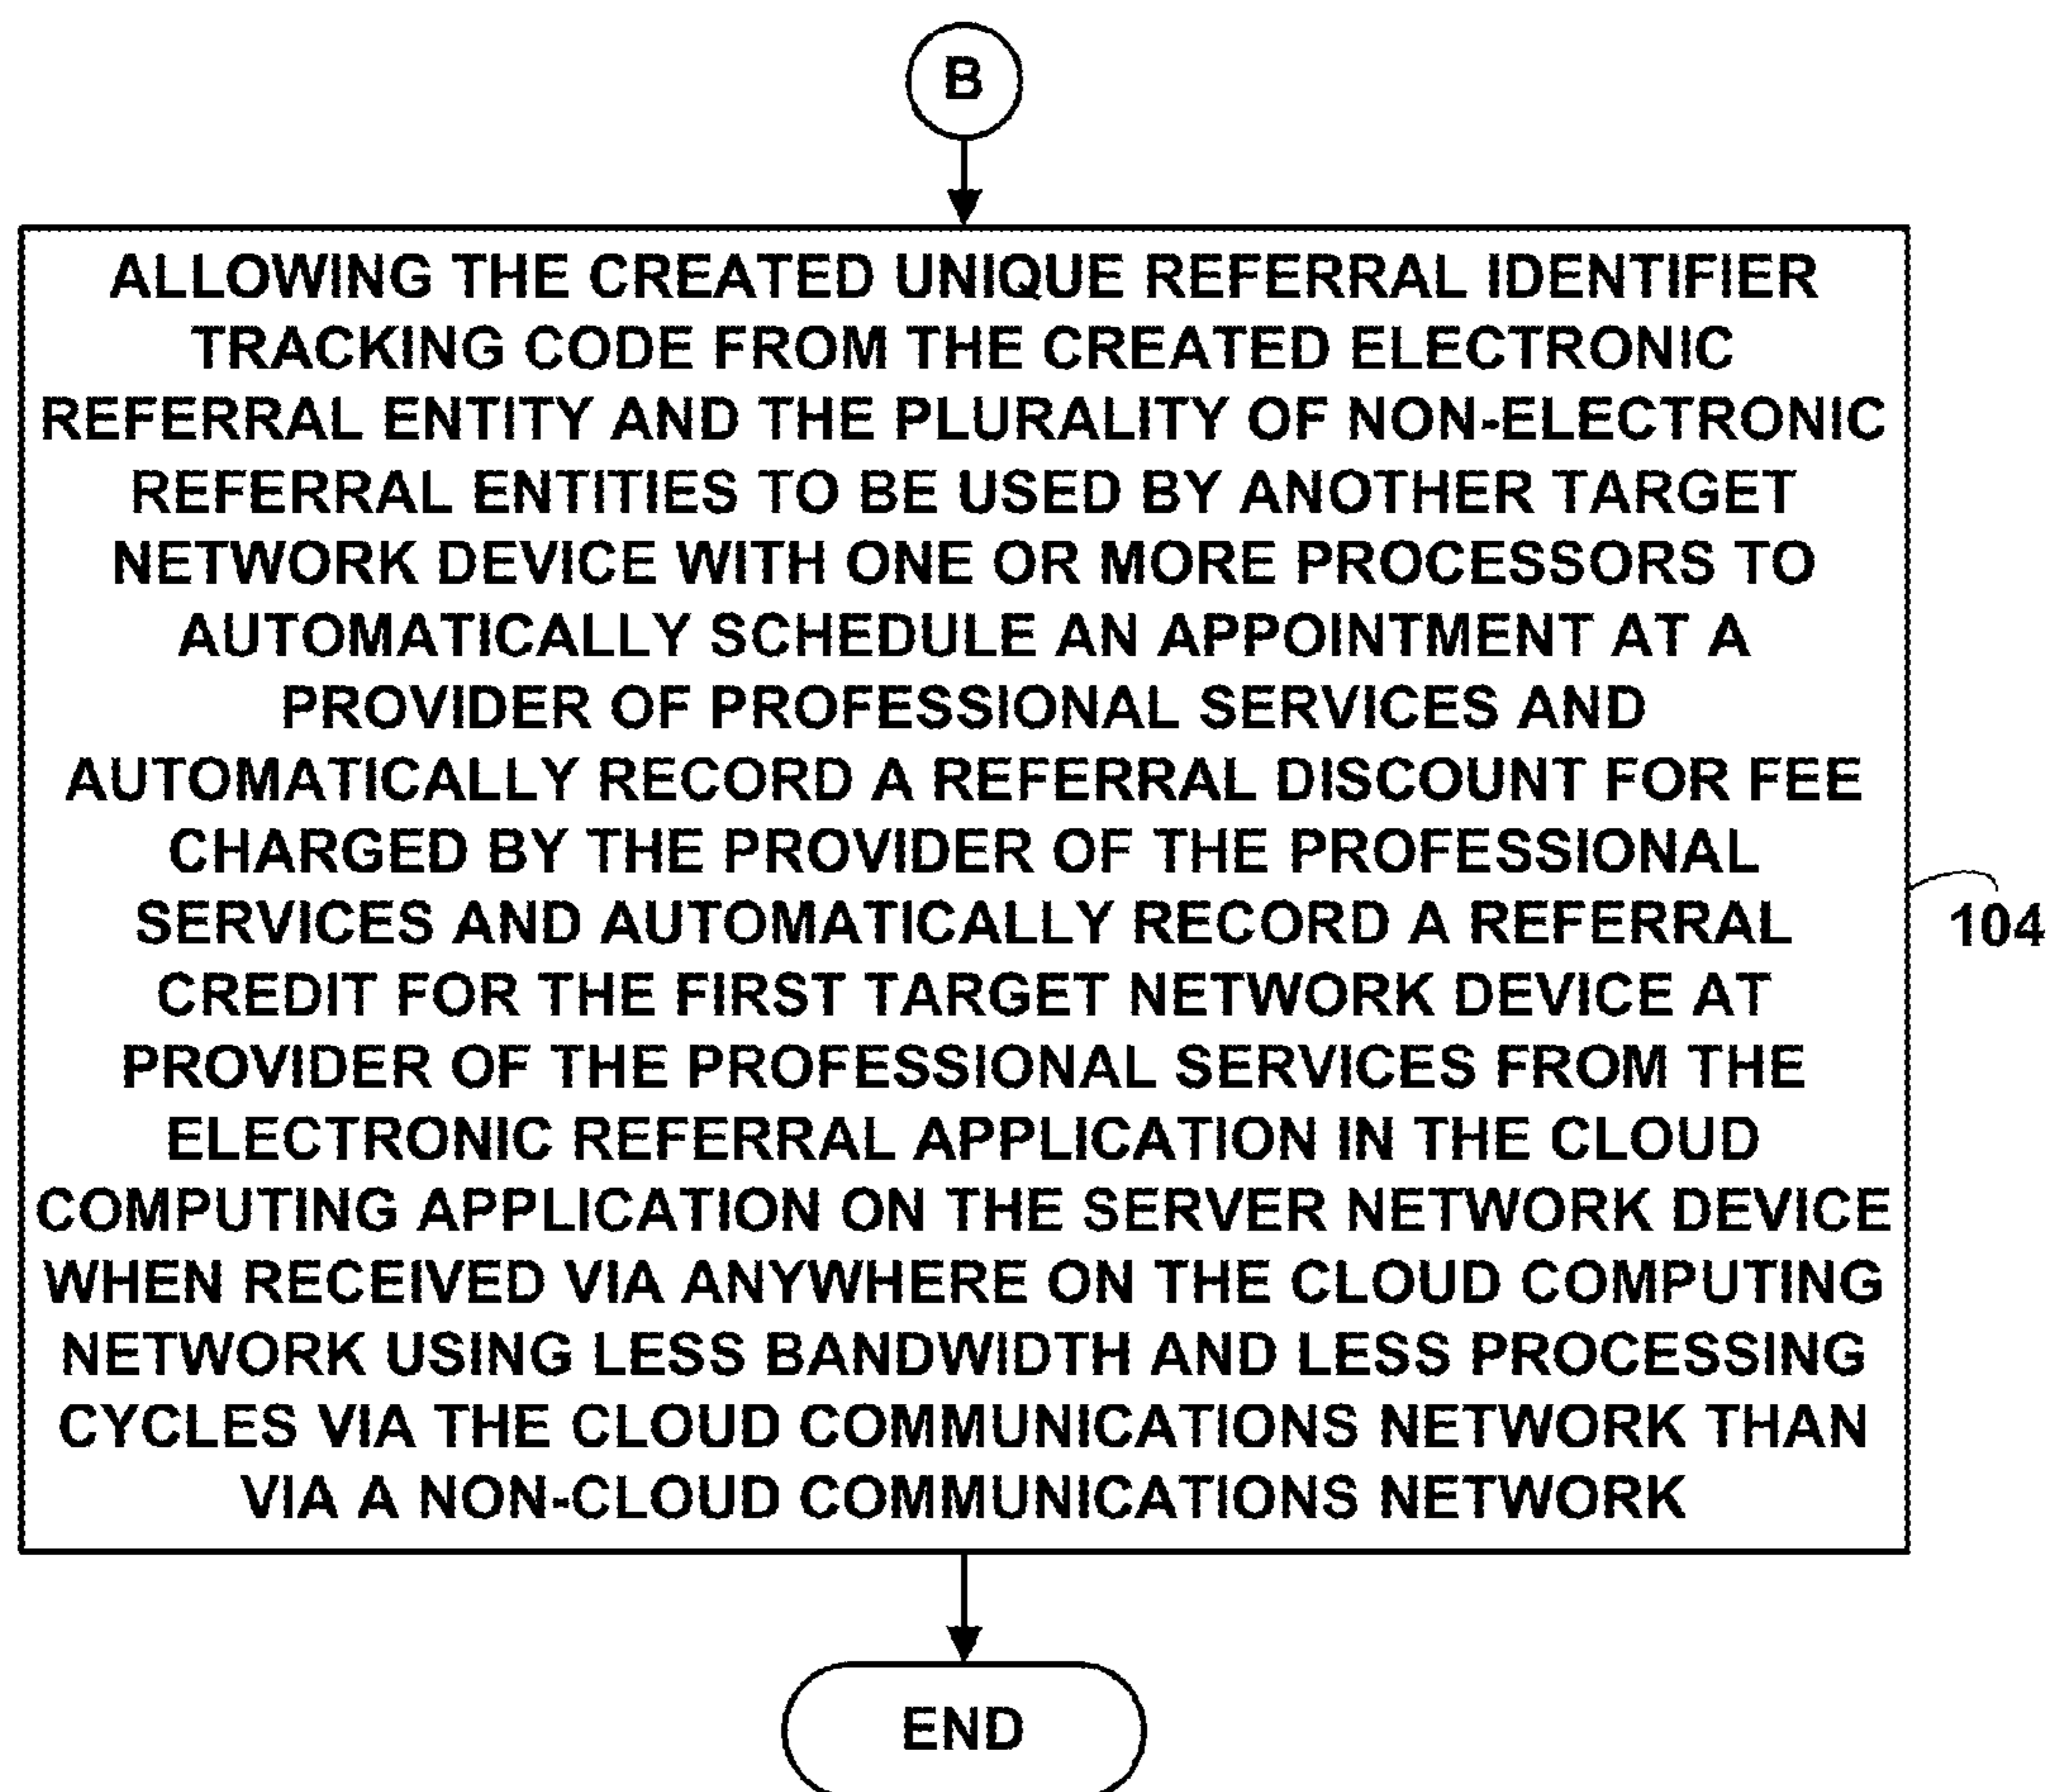 B
ALLOWING THE CREATED UNIQUE REFERRAL IDENTIFIER
TRACKING CODE FROM THE CREATED ELECTRONIC
REFERRAL ENTITY AND THE PLURALITY OF NON-ELECTRONIC
REFERRAL ENTITIES TO BE USED BY ANOTHER TARGET
NETWORK DEVICE WITH ONE OR MORE PROCESSORS TO
AUTOMATICALLY SCHEDULE AN APPOINTMENT AT A
PROVIDER OF PROFESSIONAL SERVICES AND
AUTOMATICALLY RECORD A REFERRAL DISCOUNT FOR FEE
CHARGED BY THE PROVIDER OF THE PROFESSIONAL
SERVICES AND AUTOMATICALLY RECORD A REFERRAL
CREDIT FOR THE FIRST TARGET NETWORK DEVICE AT
PROVIDER OF THE PROFESSIONAL SERVICES FROM THE
ELECTRONIC REFERRAL APPLICATION IN THE CLOUD
COMPUTING APPLICATION ON THE SERVER NETWORK DEVICE
WHEN RECEIVED VIA ANYWHERE ON THE CLOUD COMPUTING
NETWORK USING LESS BANDWIDTH AND LESS PROCESSING
CYCLES VIA THE CLOUD COMMUNICATIONS NETWORK THAN
VIA A NON-CLOUD COMMUNICATIONS NETWORK
104
END